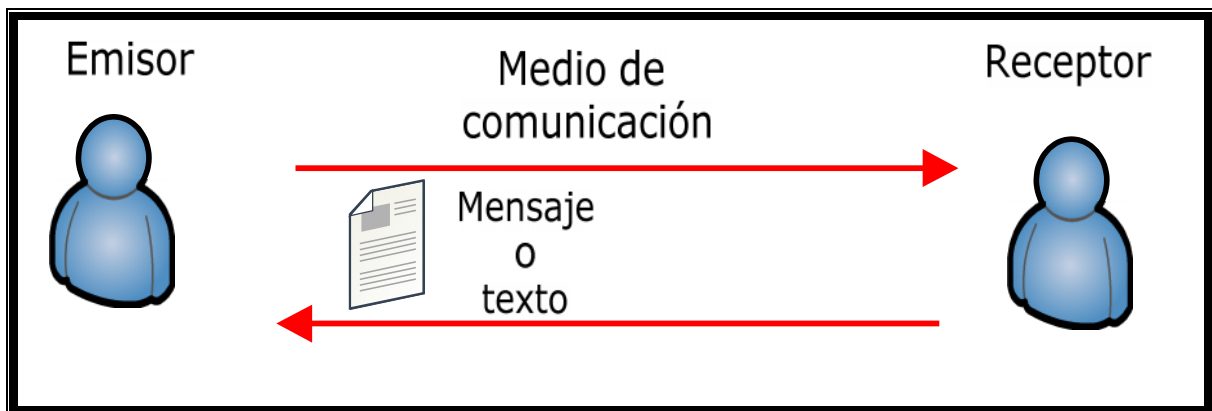 Emisor
Medio de
comunicación
Receptor
Mensaje
o
texto